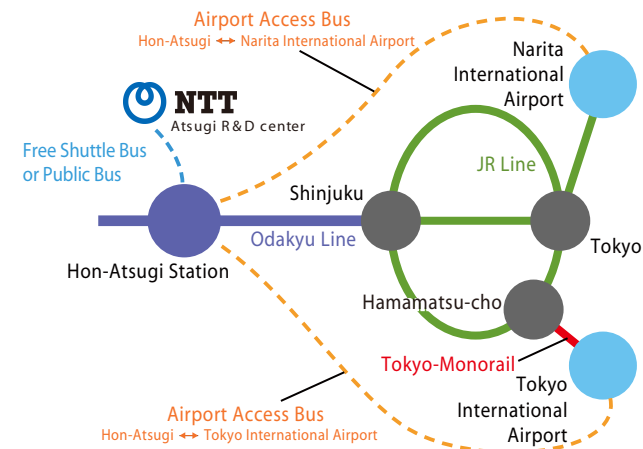 Airport Access Bus
Hon-Atsugi ↔ Narita International Airport
Narita
International
Airport
NTT
Atsugi R&D center
Free Shuttle Bus
or Public Bus
JR Line
Shinjuku
Odakyu Line
Tokyo
Hon-Atsugi Station
Hamamatsu-cho
Tokyo-Monorail
Tokyo
International
Airport
Airport Access Bus
Hon-Atsugi ↔ Tokyo International Airport